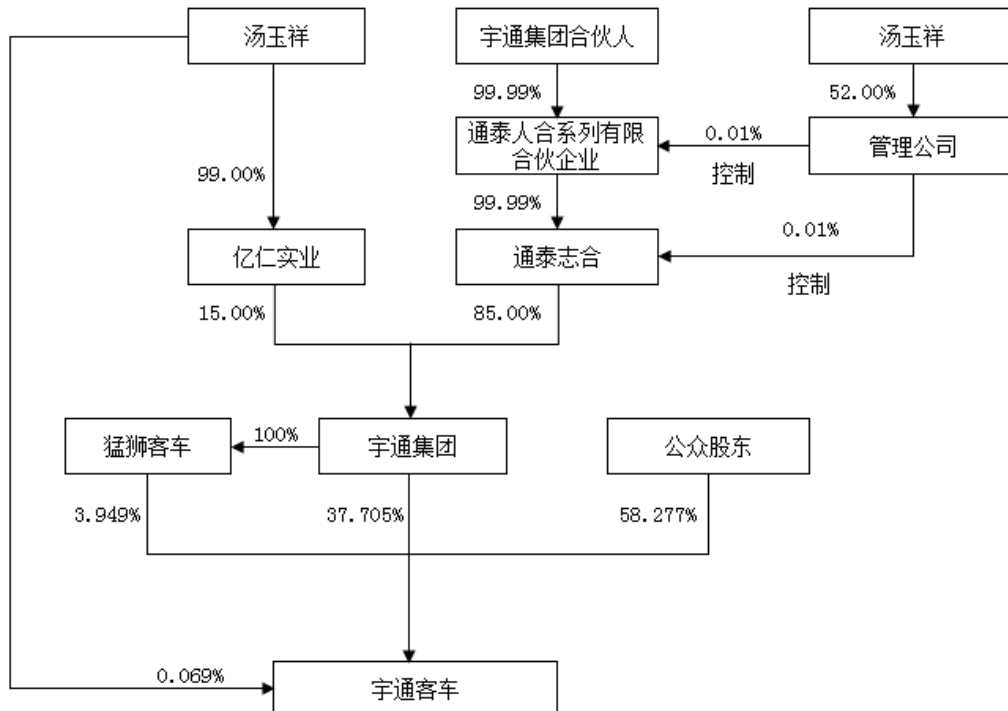 汤玉祥
宇通集团合伙人
汤玉祥
99.99%
52.00%
通泰人合系列有限
合伙企业
0.01%
管理公司
控制
99.00%
99.99%
0.01%
亿仁实业
通泰志合
控制
15.00%
85.00%
猛狮客车
100%
宇通集团
公众股东
3.949%
37.705%
58.277%
0.069%
宇通客车